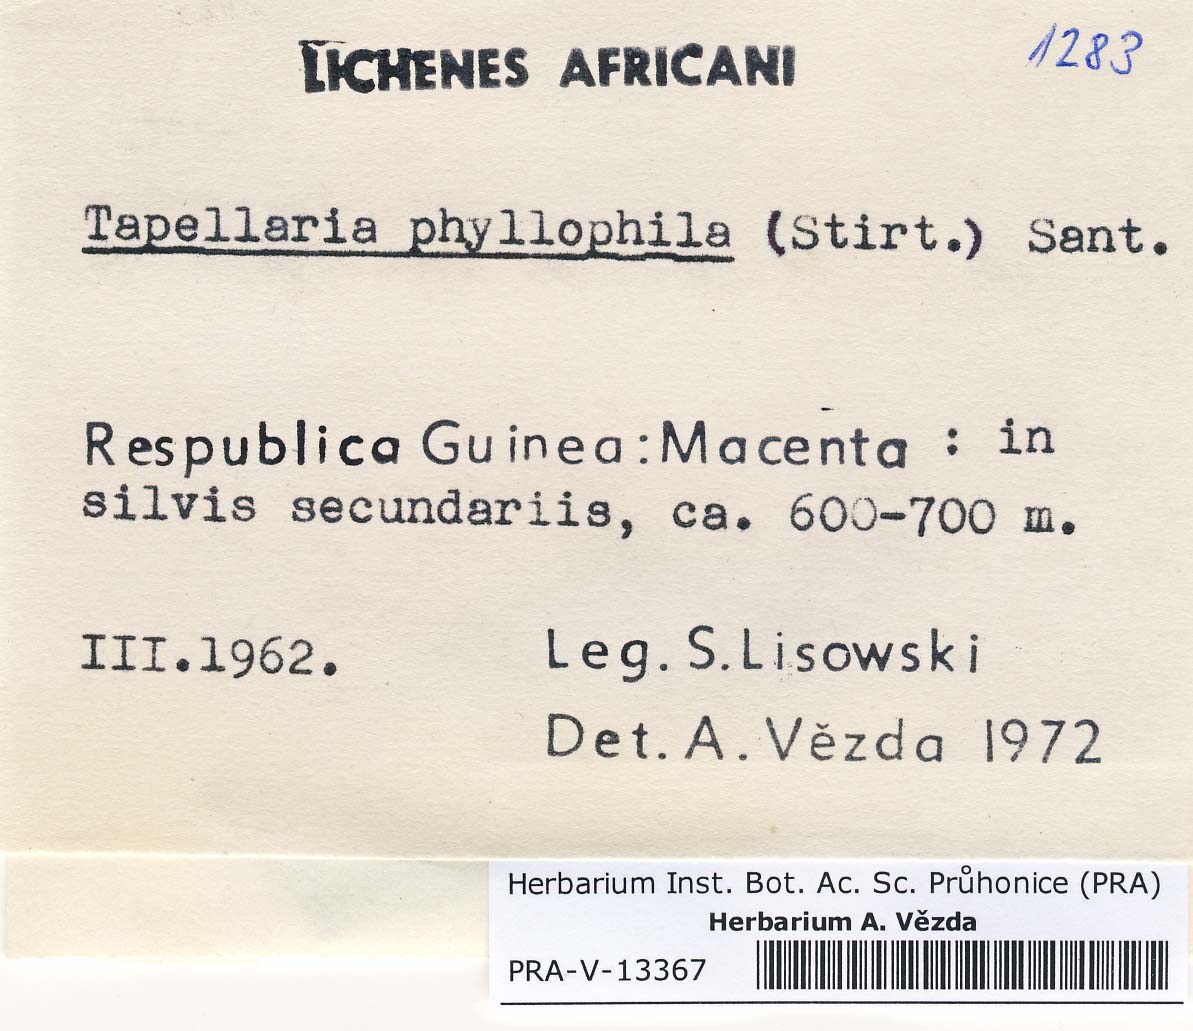 LICHENES AFRICANI
1283
Tapellaria phyllophila (Stirt.) Sant.
Respublica Guinea: Macenta : in
silvis secundariis, ca. 600-700 m.
III.1962.
Leg. S. Lisowski
Det. A. Vězda 1972
Herbarium Inst. Bot. Ac. Sc. Průhonice (PRA)
Herbarium A. Vězda
PRA-V-13367